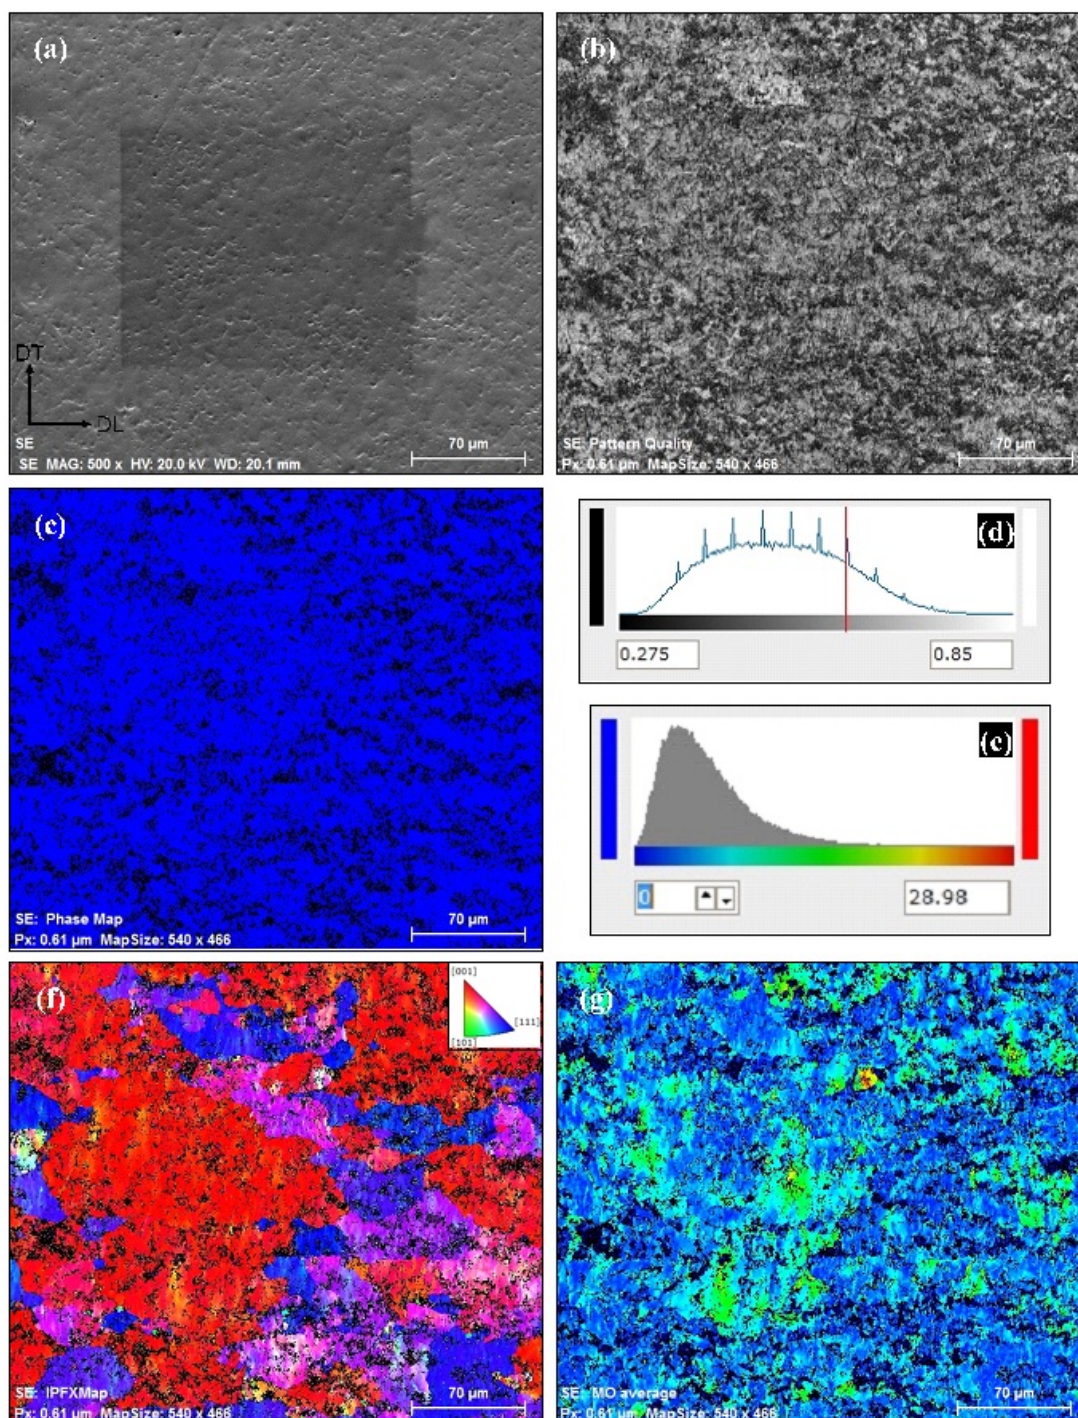 (a)
DT
DL
SE
70 µm
SE MAG: 500 x HV: 20.0 kV WD: 20.1 mm
(b)
SE: Pattern Quality
70 µm
Px: 0.61 µm MapSize: 540 x 466
(c)
SE: Phase Map
70 µm
Px: 0.61 µm MapSize: 540 x 466
(d)
0.275
0.85
(e)
0
28.98
(f)
[001]
[111]
[101]
SE: IPFXMap
70 µm
Px: 0.61 µm MapSize: 540 x 466
(g)
SE: MO average
70 µm
Px: 0.61 µm MapSize: 540 x 466